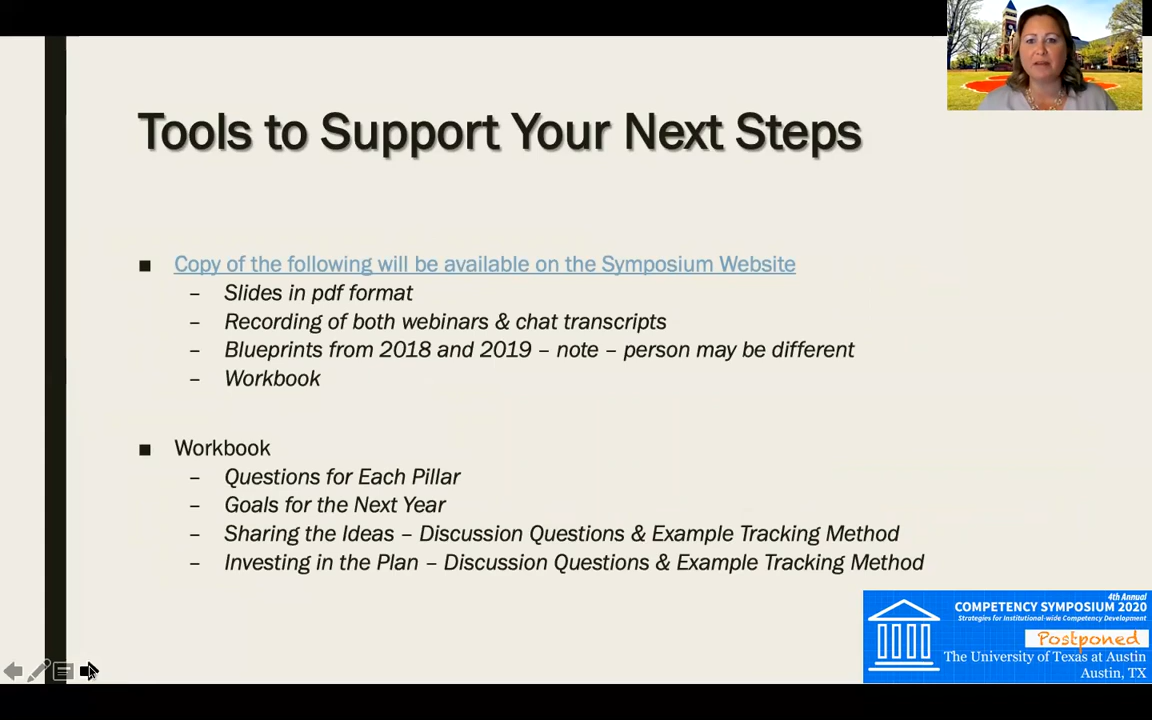 Tools to Support Your Next Steps
Copy of the following will be available on the Symposium Website
– Slides in pdf format
– Recording of both webinars & chat transcripts
– Blueprints from 2018 and 2019 – note – person may be different
– Workbook
Workbook
– Questions for Each Pillar
– Goals for the Next Year
– Sharing the Ideas – Discussion Questions & Example Tracking Method
– Investing in the Plan – Discussion Questions & Example Tracking Method
4th Annual
COMPETENCY SYMPOSIUM 2020
Strategies for Institutional-wide Competency Development
Postponed
The University of Texas at Austin
Austin, TX